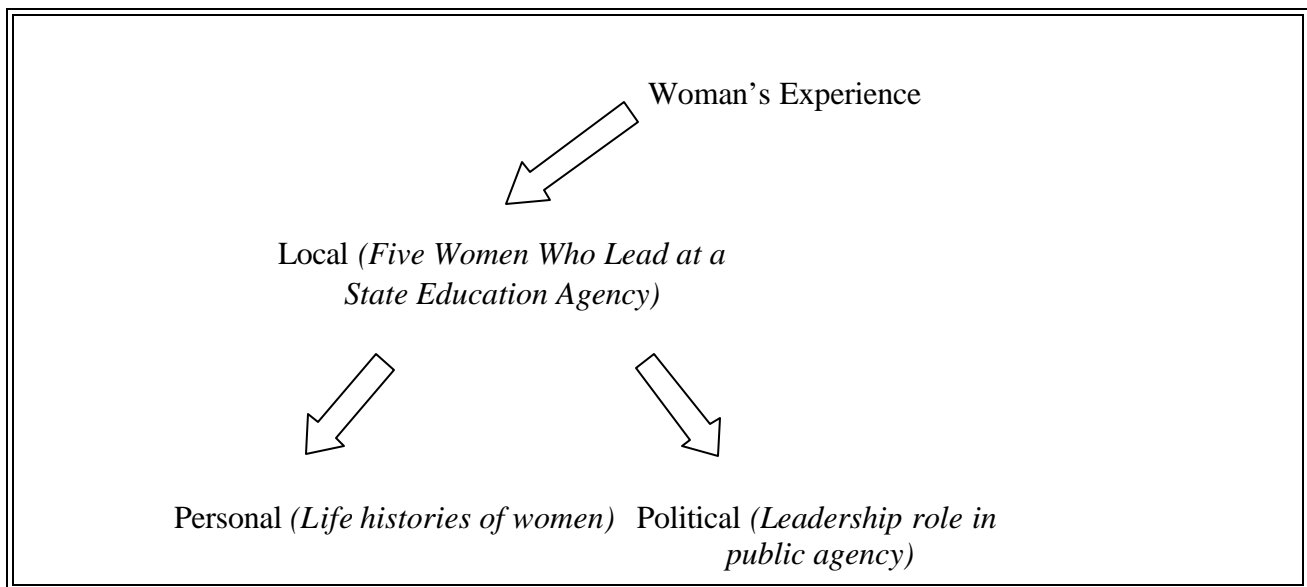 Woman’s Experience
Local (Five Women Who Lead at a
State Education Agency)
Personal (Life histories of women) Political (Leadership role in
public agency)